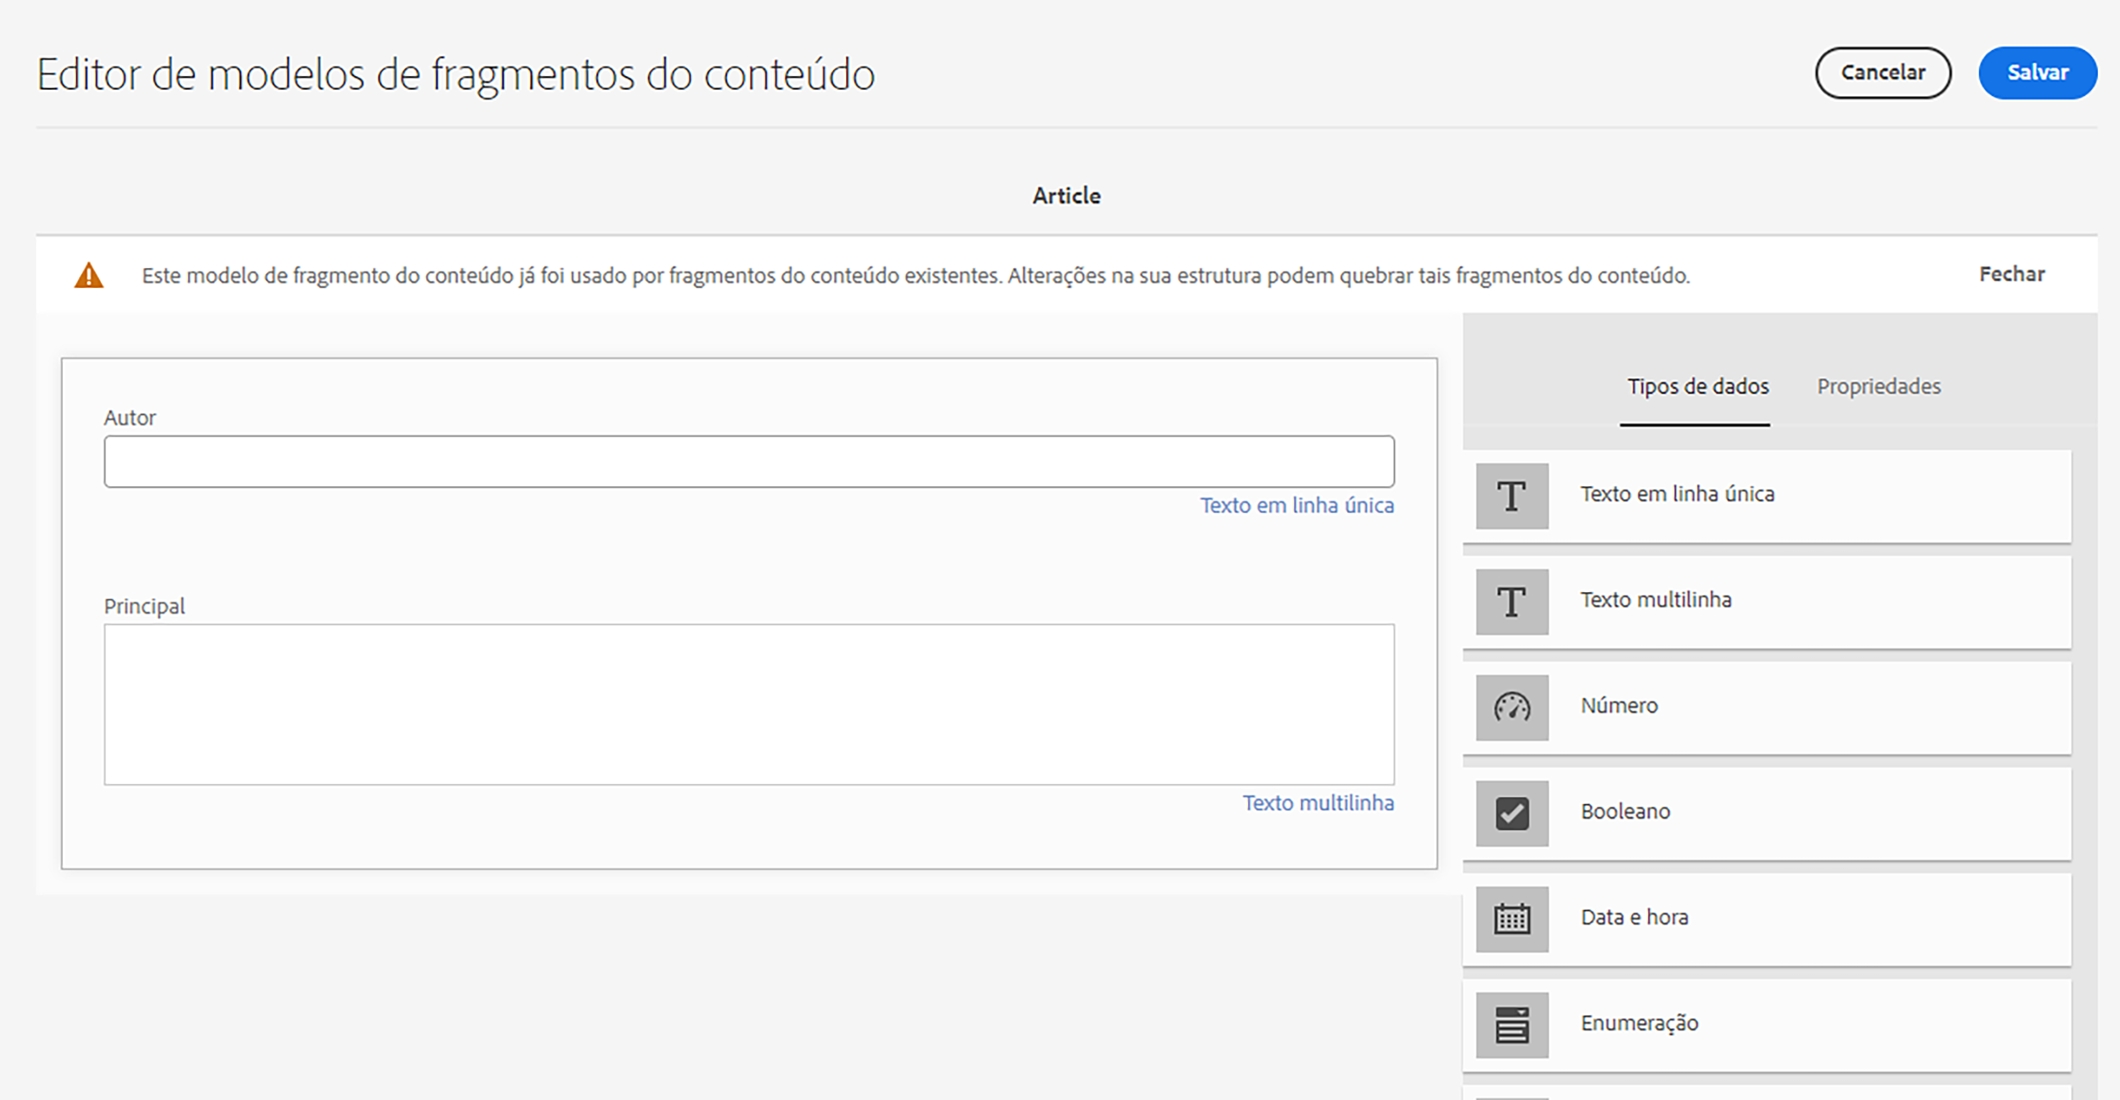 Editor de modelos de fragmentos do conteúdo
Cancelar
Salvar
Article
Este modelo de fragmento do conteúdo já foi usado por fragmentos do conteúdo existentes. Alterações na sua estrutura podem quebrar tais fragmentos do conteúdo.
Fechar
Autor
Texto em linha única
Principal
Texto multilinha
Tipos de dados
Propriedades
Texto em linha única
Texto multilinha
Número
Booleano
Data e hora
Enumeração